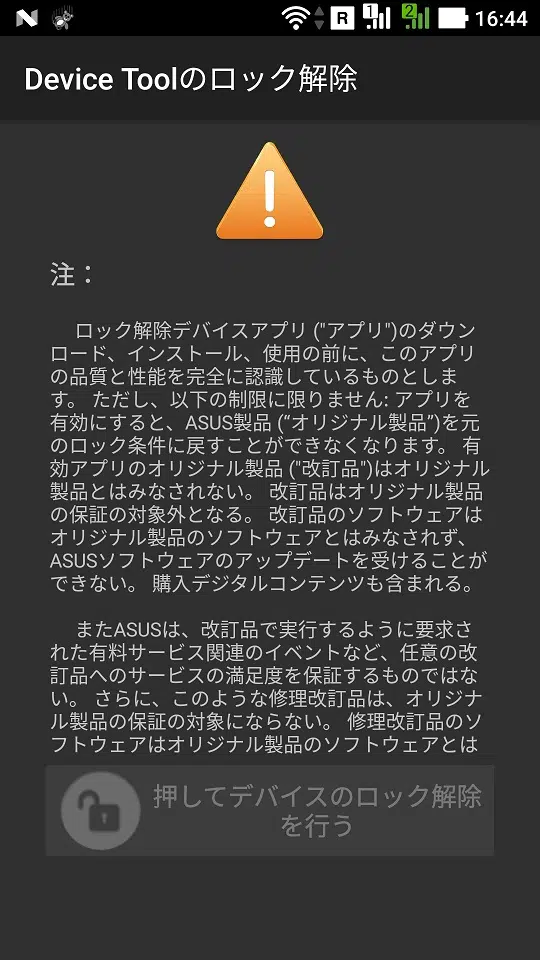 R 1 2 16:44
Device Toolのロック解除
注：
ロック解除デバイスアプリ ("アプリ")のダウン
ロード、インストール、使用の前に、このアプリ
の品質と性能を完全に認識しているものとしま
す。 ただし、以下の制限に限りません: アプリを
有効にすると、ASUS製品 (“オリジナル製品”)を元
のロック条件に戻すことができなくなります。 有
効アプリのオリジナル製品 ("改訂品")はオリジナル
製品とはみなされない。 改訂品はオリジナル製品
の保証の対象外となる。 改訂品のソフトウェアは
オリジナル製品のソフトウェアとはみなされず、
ASUSソフトウェアのアップデートを受けることが
できない。 購入デジタルコンテンツも含まれる。
またASUSは、改訂品で実行するように要求さ
れた有料サービス関連のイベントなど、任意の改
訂品へのサービスの満足度を保証するものではな
い。 さらに、このような修理改訂品は、オリジナ
ル製品の保証の対象にならない。 修理改訂品のソ
フトウェアはオリジナル製品のソフトウェアとは
押してデバイスのロック解除
を行う